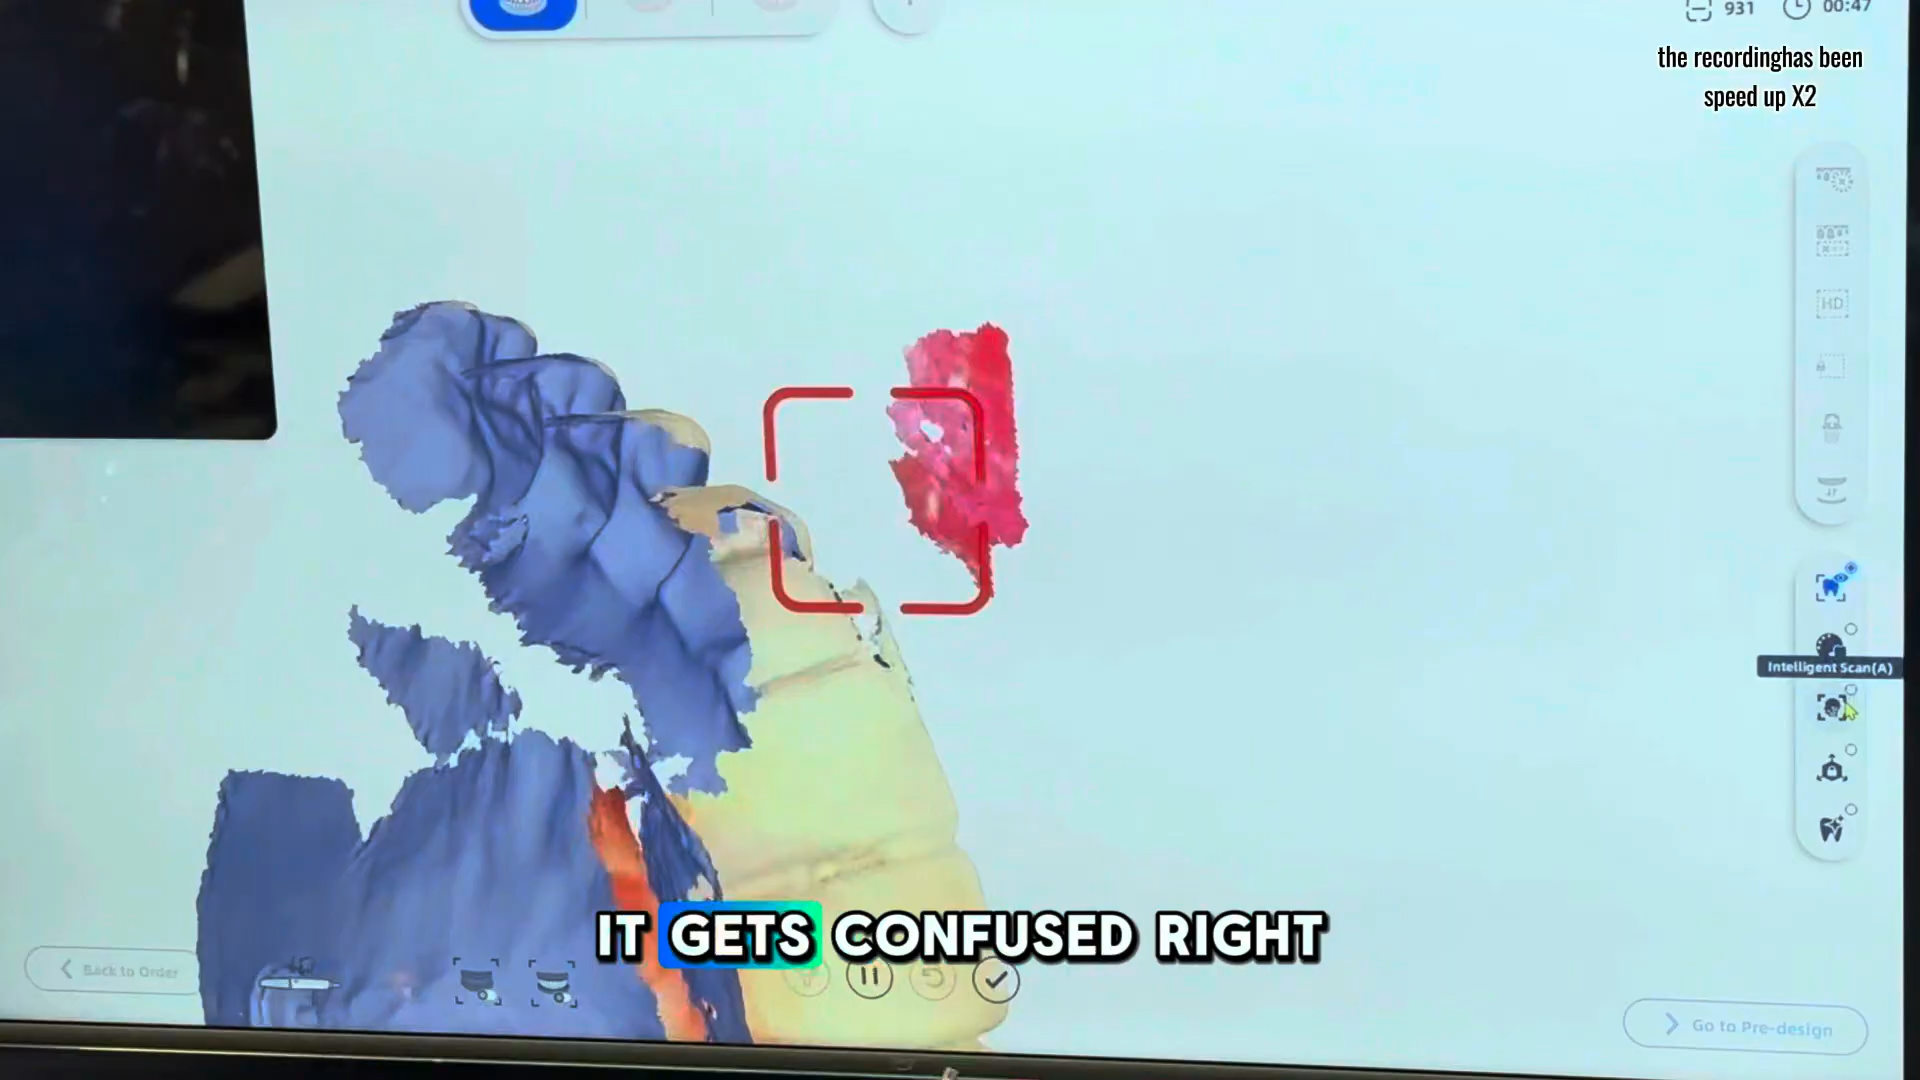 931 00:47
the recordinghas been
speed up X2
HD
Intelligent Scan(A)
IT GETS CONFUSED RIGHT
Back to Order
Go to Pre-design